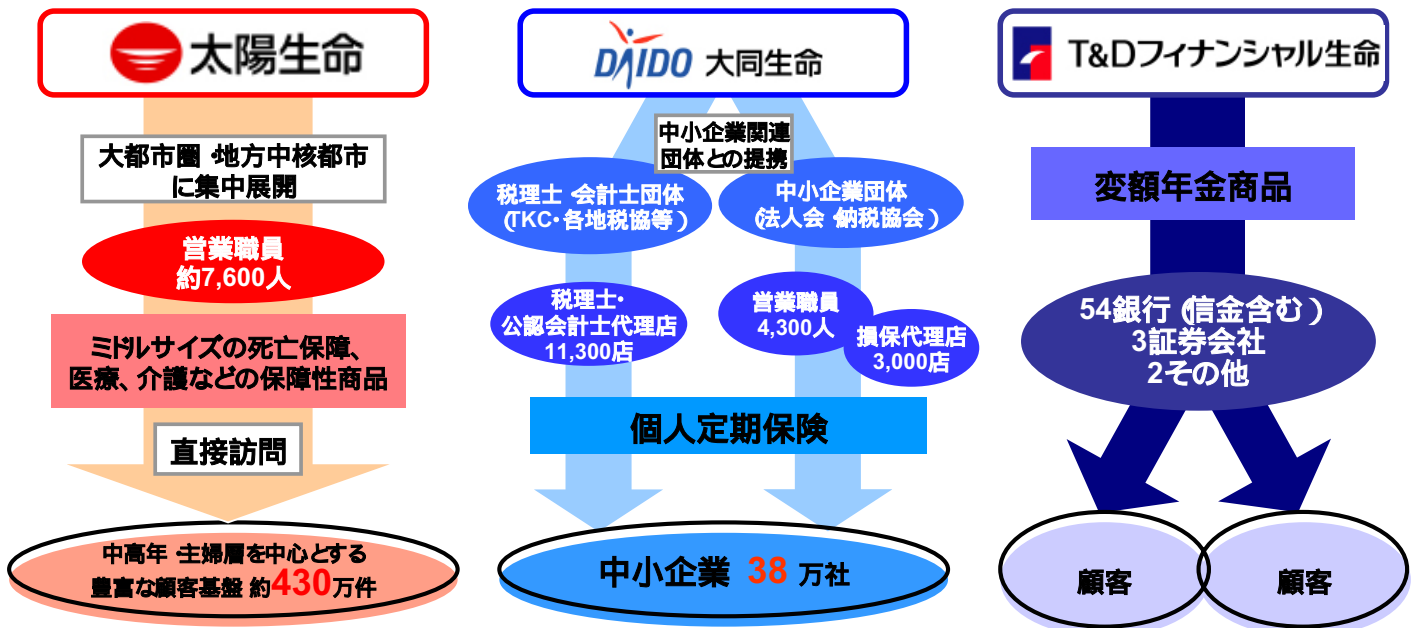 太陽生命
大都市圏・地方中核都市
に集中展開
営業職員
約7,600人
ミドルサイズの死亡保障、
医療、介護などの保障性商品
直接訪問
中高年・主婦層を中心とする
豊富な顧客基盤 約430万件
DAIDO 大同生命
中小企業関連
団体との提携
税理士・会計士団体
(TKC・各地税協等)
中小企業団体
(法人会・納税協会)
税理士・
公認会計士代理店
11,300店
営業職員
4,300人
損保代理店
3,000店
個人定期保険
中小企業 38 万社
T&Dフィナンシャル生命
変額年金商品
54銀行(信金含む)
3証券会社
2その他
顧客
顧客